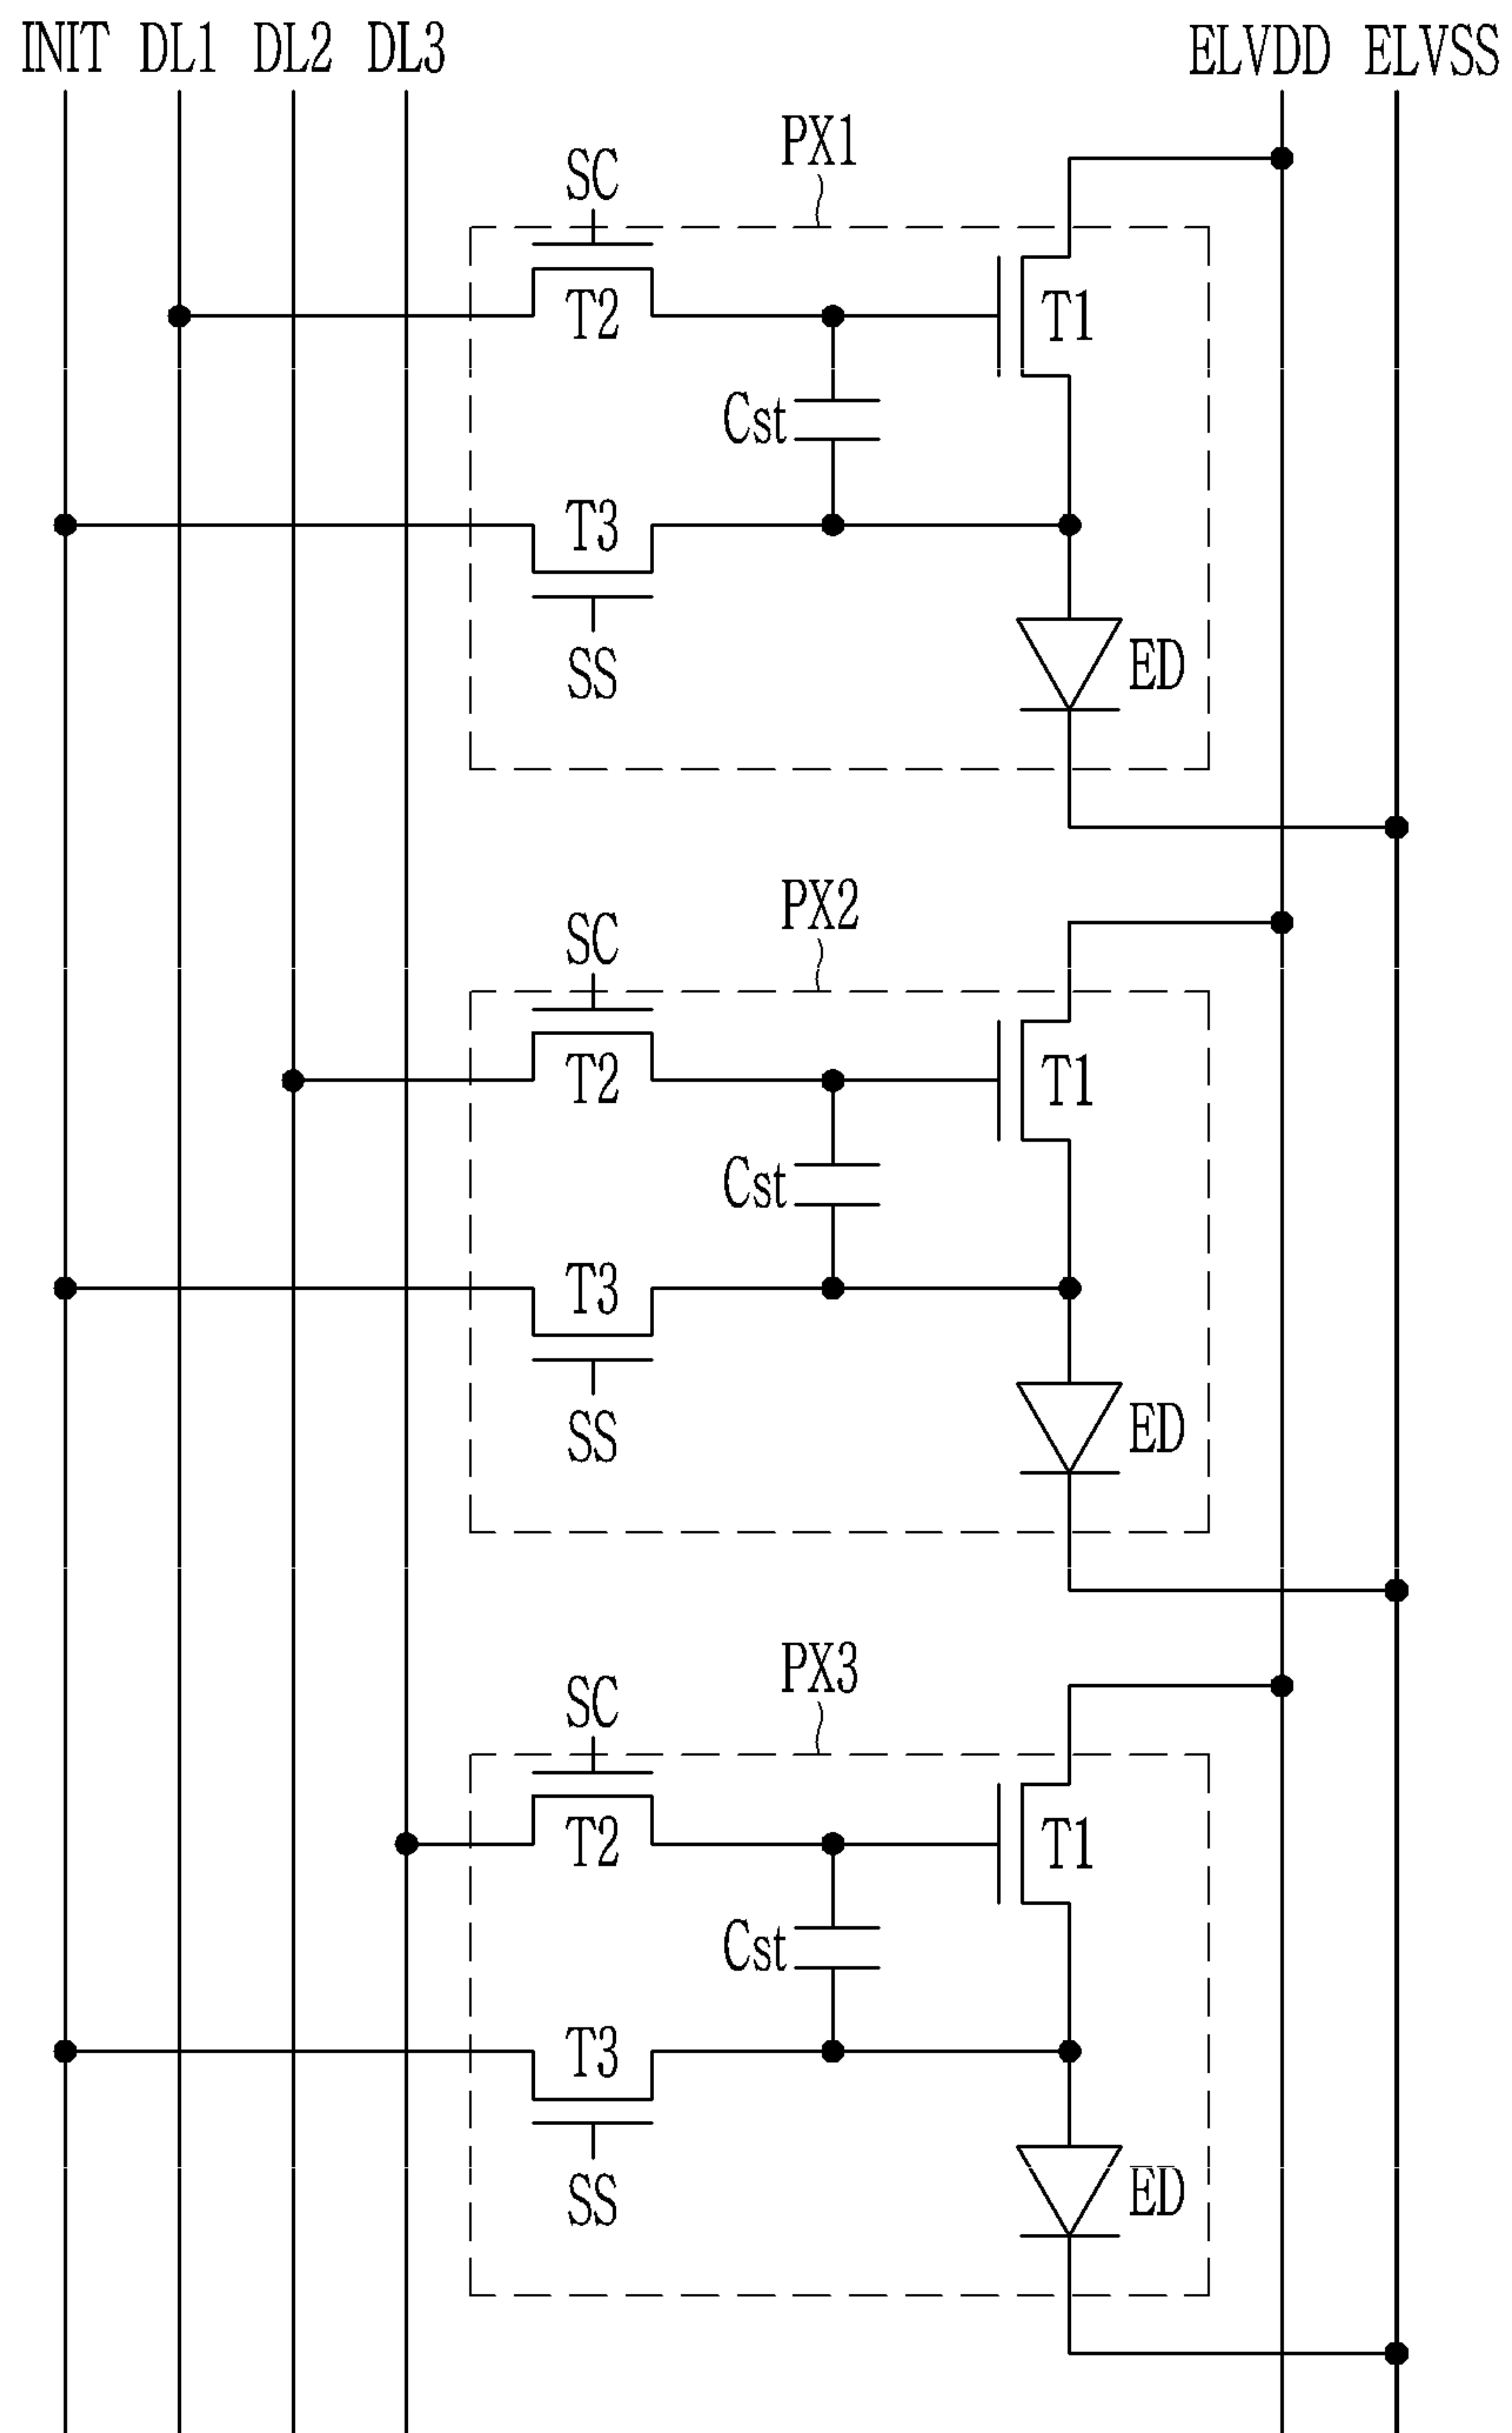 INIT DL1 DL2 DL3 ELVDD ELVSS
PX1
SC
T2
T1
Cst
T3
SS
ED
PX2
SC
T2
T1
Cst
T3
SS
ED
PX3
SC
T2
T1
Cst
T3
SS
ED